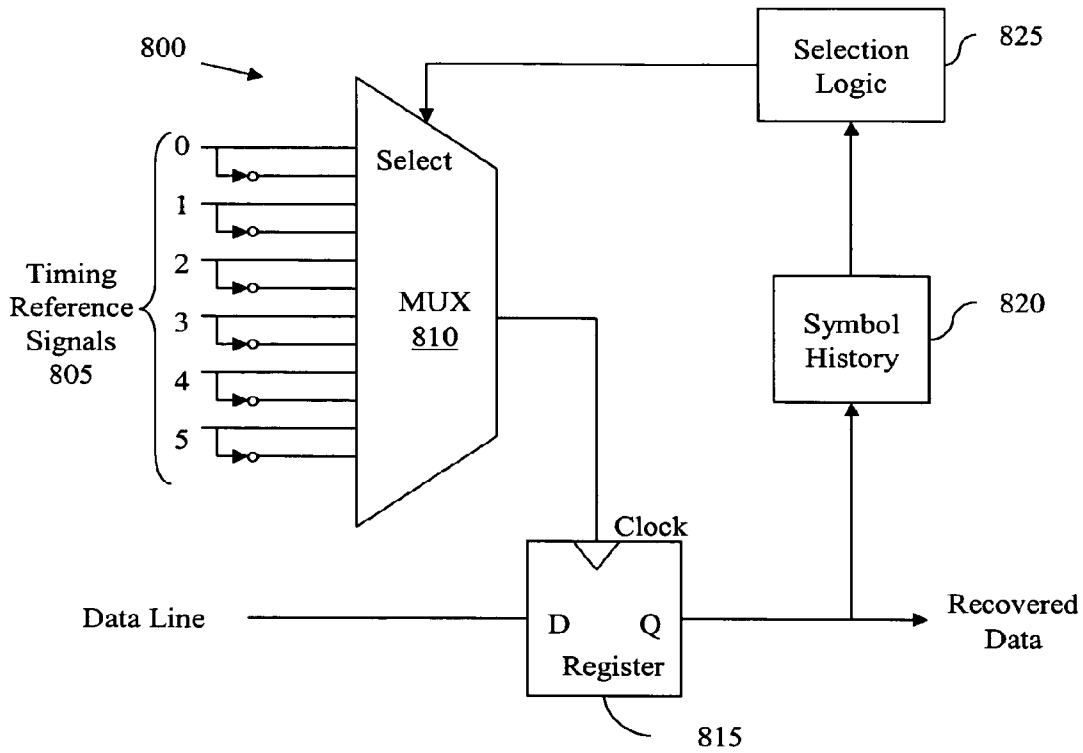 800
Selection
Logic
825
0
Select
1
2
Timing
Reference
Signals
805
3
MUX
810
4
5
Symbol
History
820
Clock
Data Line
D
Q
Register
Recovered
Data
815